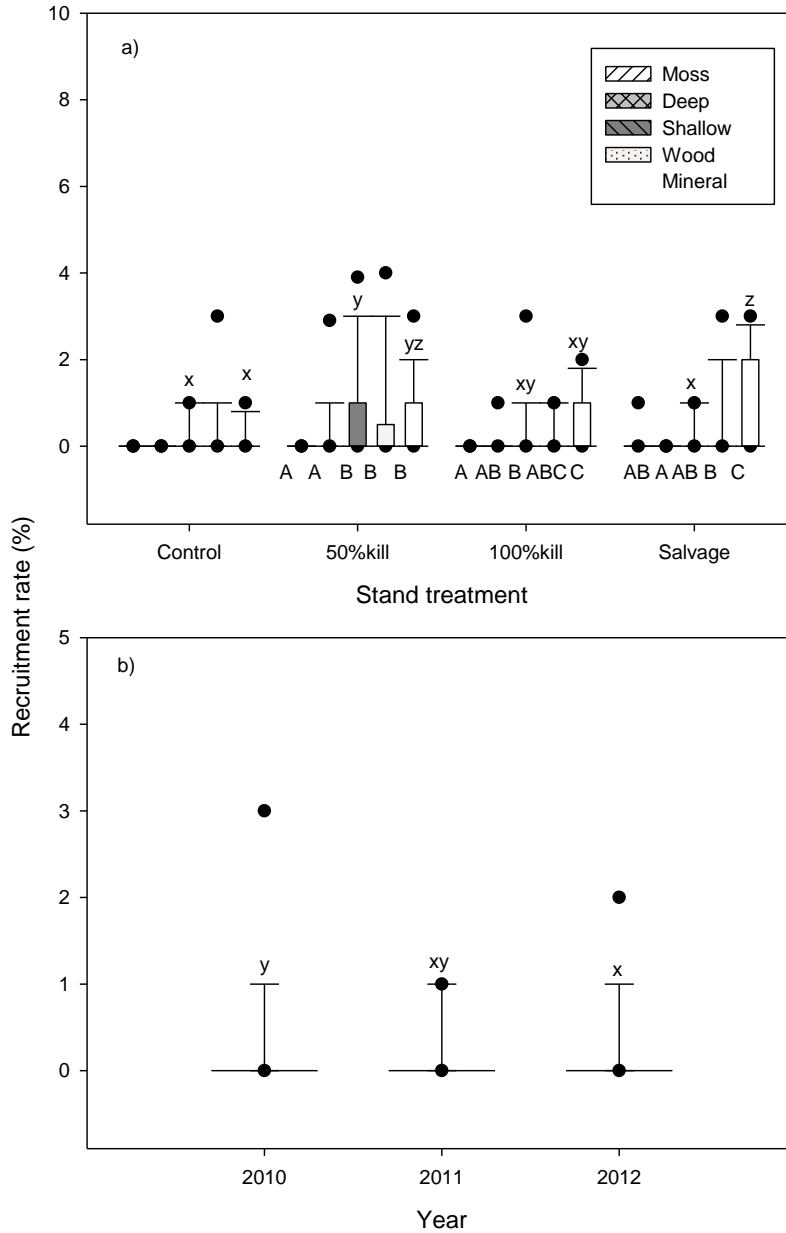 10
a)
8
6
4
2
0
Moss
Deep
Shallow
Wood
Mineral
x
x
y
yz
xy
xy
x
z
A A B B B
A AB B ABC C
AB A AB B C
Control 50%kill 100%kill Salvage
Stand treatment
Recruitment rate (%)
5
b)
4
3
2
1
0
y
xy
x
2010 2011 2012
Year